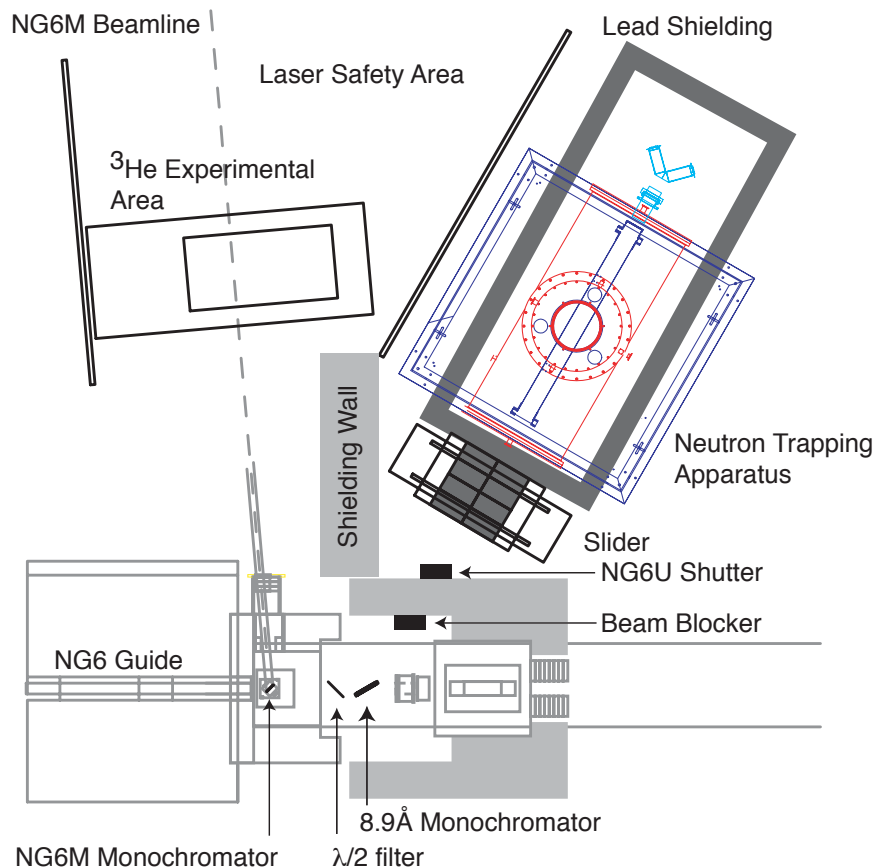 NG6M Beamline
Lead Shielding
Laser Safety Area
³He Experimental
Area
Shielding Wall
Neutron Trapping
Apparatus
Slider
NG6U Shutter
Beam Blocker
NG6 Guide
8.9Å Monochromator
NG6M Monochromator
λ/2 filter